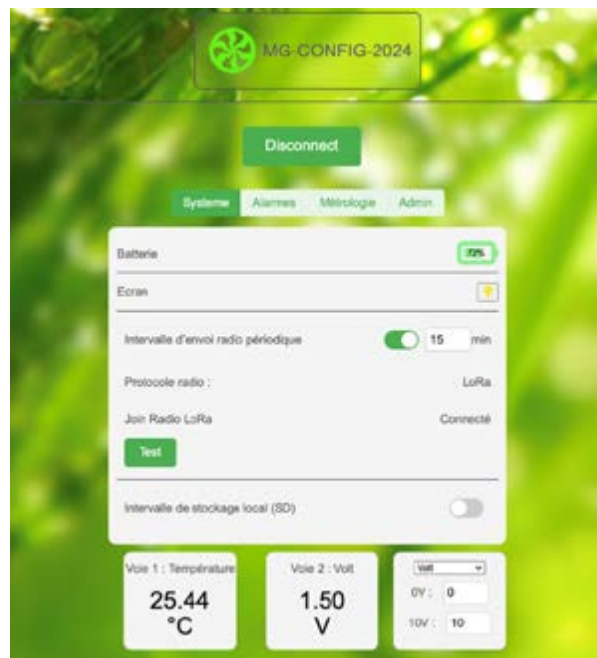 MG-CONFIG-2024
Disconnect
Systeme Alarmes Métrologie Admin
Batterie 72%
Ecran
Intervalle d'envoi radio périodique 15 min
Protocole radio : LoRa
Join Radio LoRa Connecté
Test
Intervalle de stockage local (SD)
Voie 1 : Température
25.44
°C
Voie 2 : Volt
1.50
V
Volt
0V : 0
10V : 10